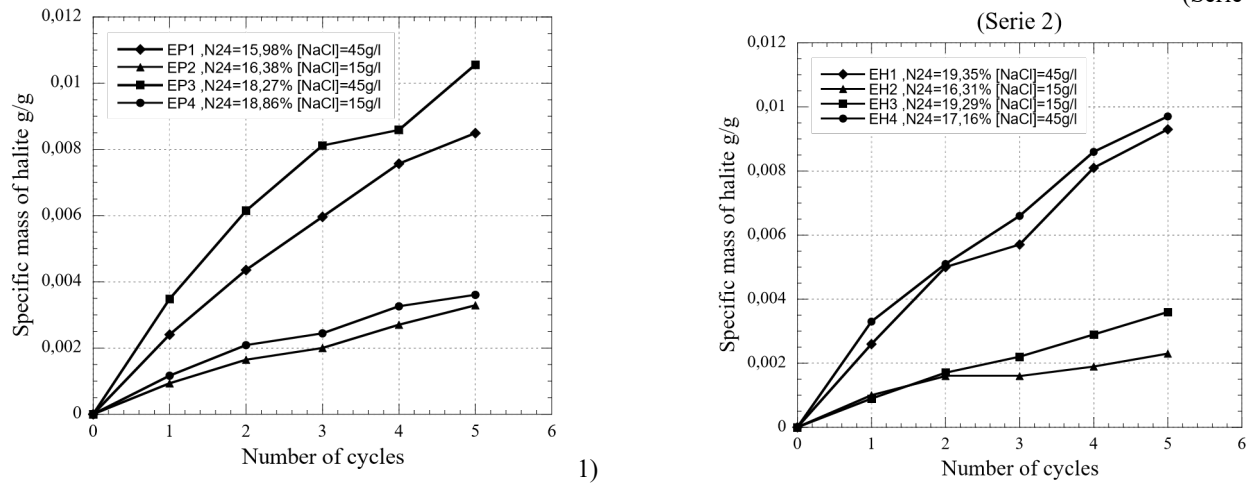 (Serie
(Serie 2)
0,012
0,01
0,008
0,006
0,004
0,002
0
Specific mass of halite g/g
EP1 ,N24=15,98% [NaCl]=45g/l
EP2 ,N24=16,38% [NaCl]=15g/l
EP3 ,N24=18,27% [NaCl]=45g/l
EP4 ,N24=18,86% [NaCl]=15g/l
0 1 2 3 4 5 6
Number of cycles
1)
0,012
0,01
0,008
0,006
0,004
0,002
0
Specific mass of halite g/g
EH1 ,N24=19,35% [NaCl]=45g/l
EH2 ,N24=16,31% [NaCl]=15g/l
EH3 ,N24=19,29% [NaCl]=15g/l
EH4 ,N24=17,16% [NaCl]=45g/l
0 1 2 3 4 5 6
Number of cycles